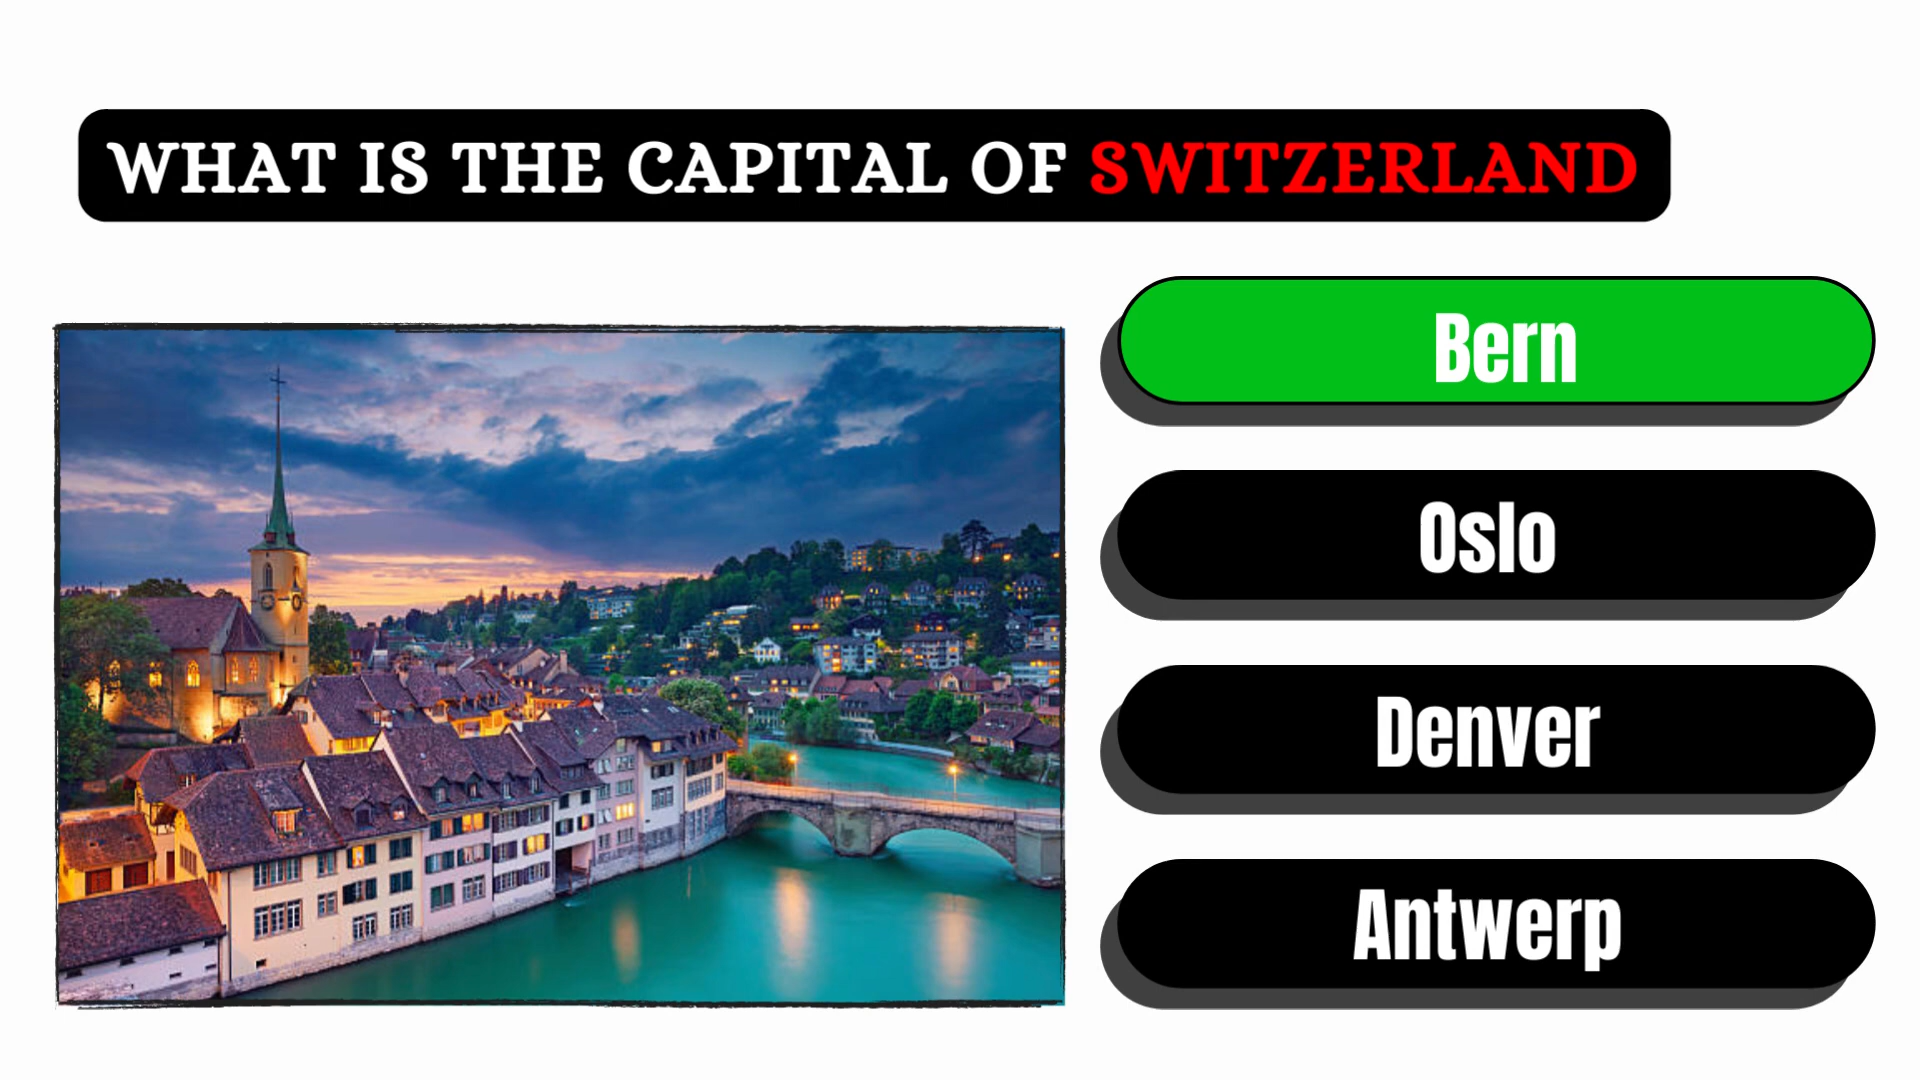 WHAT IS THE CAPITAL OF SWITZERLAND
Bern
Oslo
Denver
Antwerp